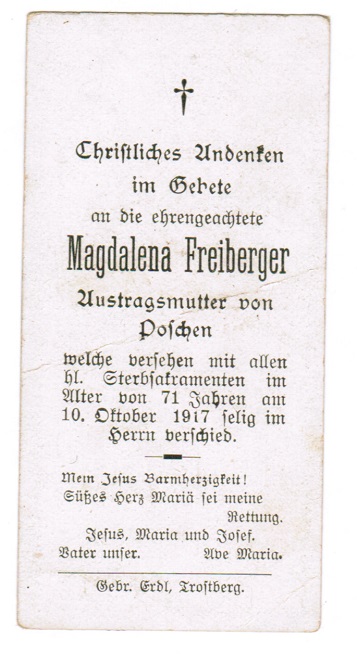 †
Christliches Andenken
im Gebete
an die ehrengeachtete
Magdalena Freiberger
Austragsmutter von
Poschen
welche versehen mit allen
hl. Sterbsakramenten im
Alter von 71 Jahren am
10. Oktober 1917 selig im
Herrn verschied.
Mein Jesus Barmherzigkeit!
Süßes Herz Mariä sei meine
Rettung.
Jesus, Maria und Josef.
Vater unser. Ave Maria.
Gebr. Erdl, Trostberg.